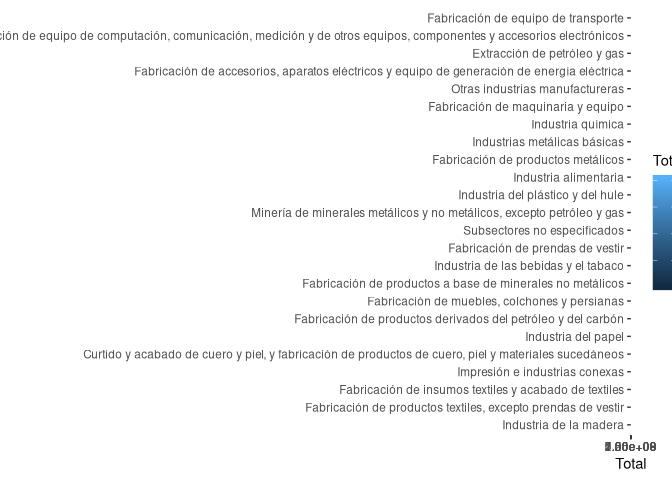 Fabricación de equipo de transporte
ción de equipo de computación, comunicación, medición y de otros equipos, componentes y accesorios electrónicos
Extracción de petróleo y gas
Fabricación de accesorios, aparatos eléctricos y equipo de generación de energía eléctrica
Otras industrias manufactureras
Fabricación de maquinaria y equipo
Industria química
Industrias metálicas básicas
Fabricación de productos metálicos
Industria alimentaria
Industria del plástico y del hule
Minería de minerales metálicos y no metálicos, excepto petróleo y gas
Subsectores no especificados
Fabricación de prendas de vestir
Industria de las bebidas y el tabaco
Fabricación de productos a base de minerales no metálicos
Fabricación de muebles, colchones y persianas
Fabricación de productos derivados del petróleo y del carbón
Industria del papel
Curtido y acabado de cuero y piel, y fabricación de productos de cuero, piel y materiales sucedáneos
Impresión e industrias conexas
Fabricación de insumos textiles y acabado de textiles
Fabricación de productos textiles, excepto prendas de vestir
Industria de la madera
Total
Tot